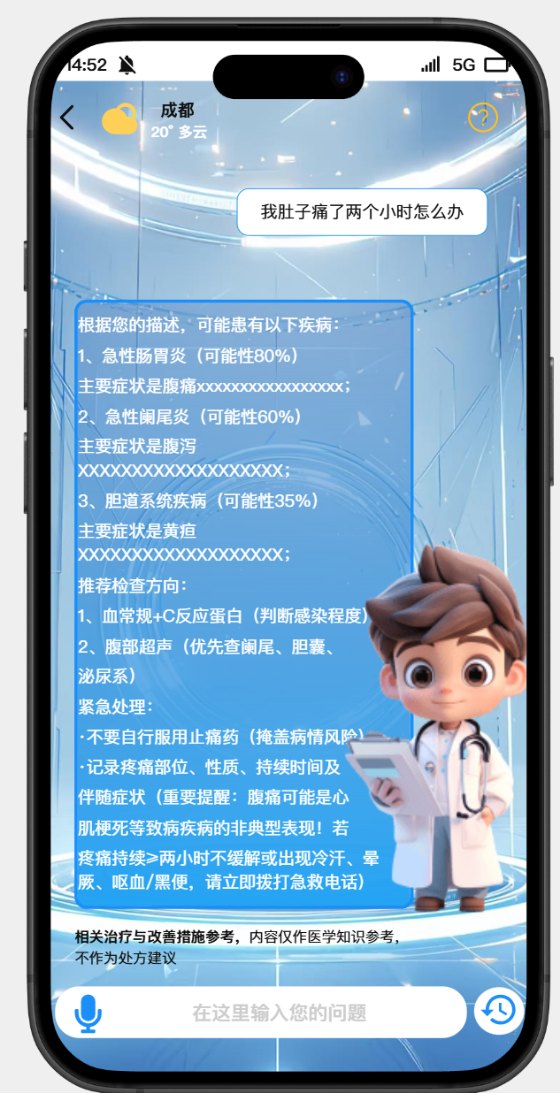 14:52
5G
成都
20° 多云
?
我肚子痛了两个小时怎么办
根据您的描述，可能患有以下疾病：
1、急性肠胃炎（可能性80%）
主要症状是腹痛xxxxxxxxxxxxxxxxx；
2、急性阑尾炎（可能性60%）
主要症状是腹泻
XXXXXXXXXXXXXXXXXXX；
3、胆道系统疾病（可能性35%）
主要症状是黄疸
XXXXXXXXXXXXXXXXXXX；
推荐检查方向：
1、血常规+C反应蛋白（判断感染程度）
2、腹部超声（优先查阑尾、胆囊、
泌尿系）
紧急处理：
·不要自行服用止痛药（掩盖病情风险）
·记录疼痛部位、性质、持续时间及
伴随症状（重要提醒：腹痛可能是心
肌梗死等致病疾病的非典型表现！若
疼痛持续≥两小时不缓解或出现冷汗、晕
厥、呕血/黑便，请立即拨打急救电话）
相关治疗与改善措施参考，内容仅作医学知识参考，
不作为处方建议
在这里输入您的问题